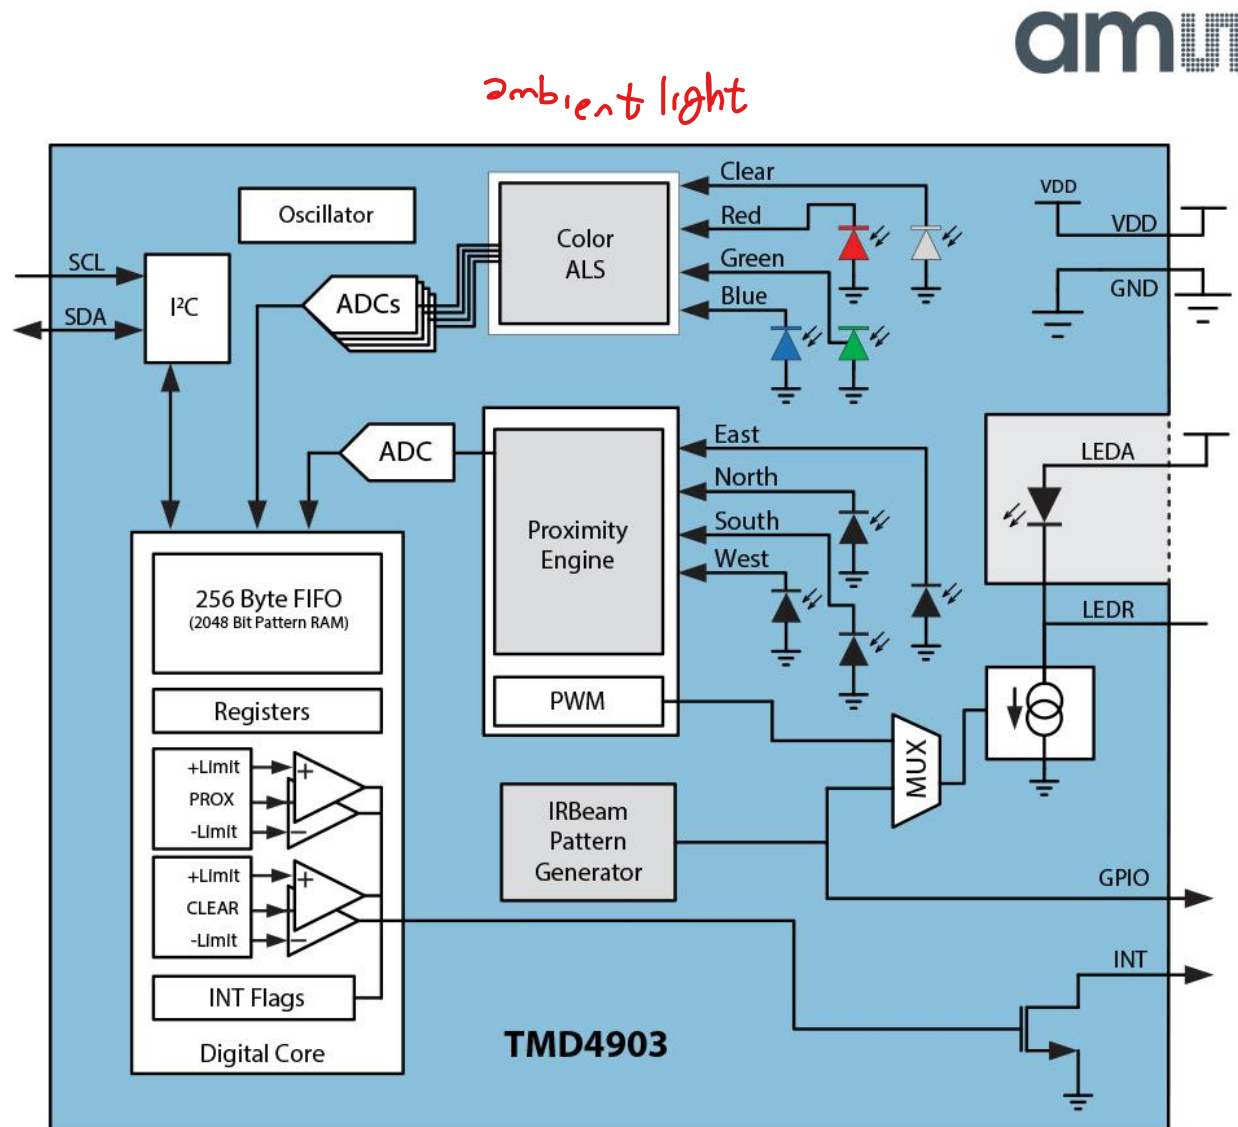 amu
ambient light
Oscillator
SCL
SDA
I²C
ADCs
Color
ALS
Clear
Red
Green
Blue
VDD
VDD
GND
ADC
Proximity
Engine
East
North
South
West
PWM
LEDA
LEDR
MUX
IRBeam
Pattern
Generator
256 Byte FIFO
(2048 Bit Pattern RAM)
Registers
+Limit
PROX
-Limit
+
−
+Limit
CLEAR
-Limit
+
−
INT Flags
Digital Core
GPIO
INT
TMD4903